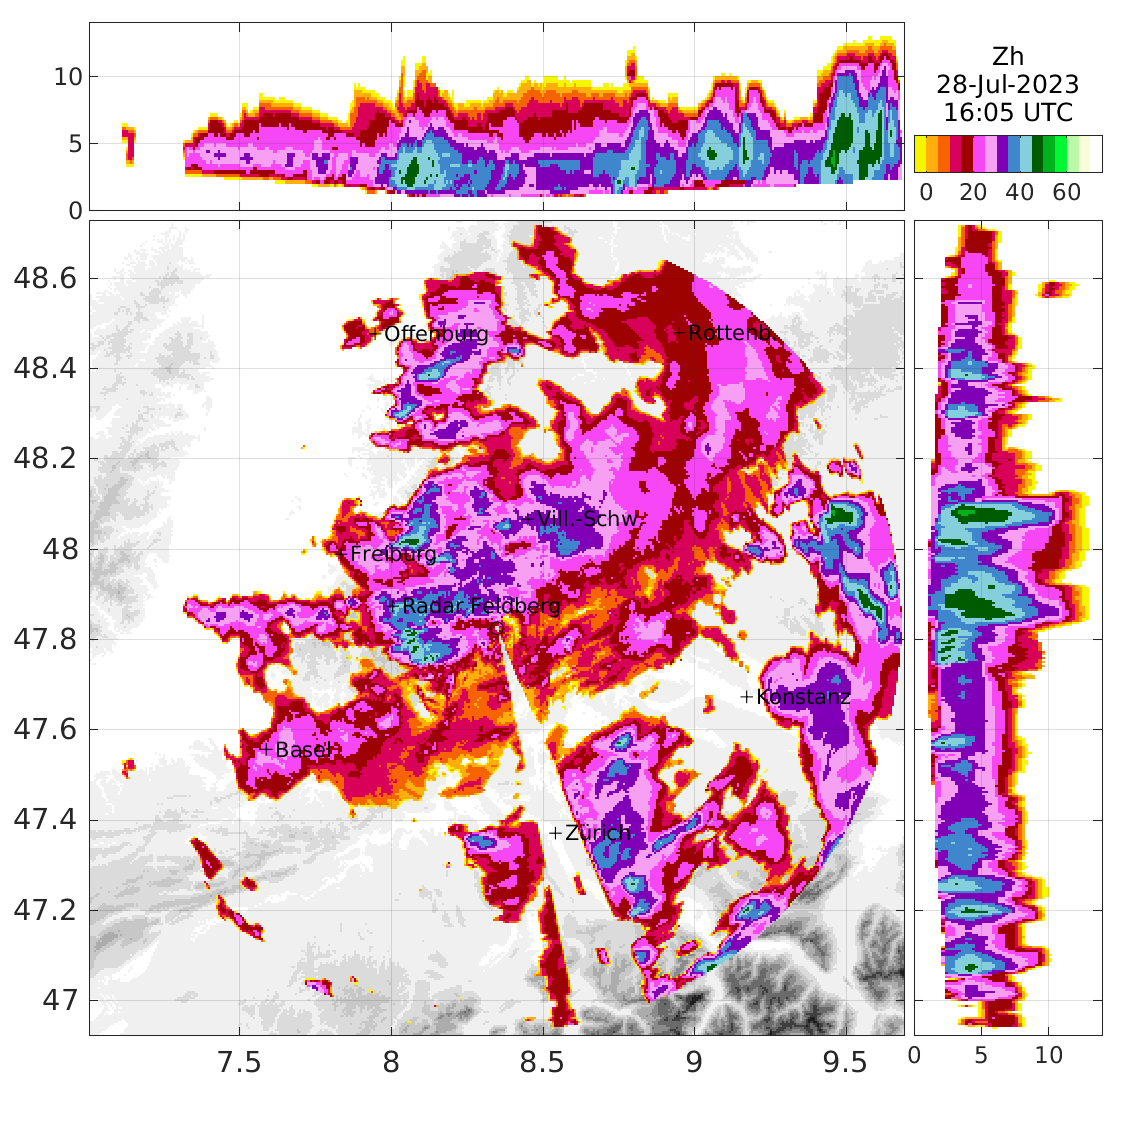 10
5
0
Zh
28-Jul-2023
16:05 UTC
0 20 40 60
48.6
48.4
48.2
48
47.8
47.6
47.4
47.2
47
+Offenburg
+Rottenb.
+Vill.-Schw.
+Freiburg
+Radar Feldberg
+Konstanz
+Basel
+Zürich
7.5 8 8.5 9 9.5
0 5 10